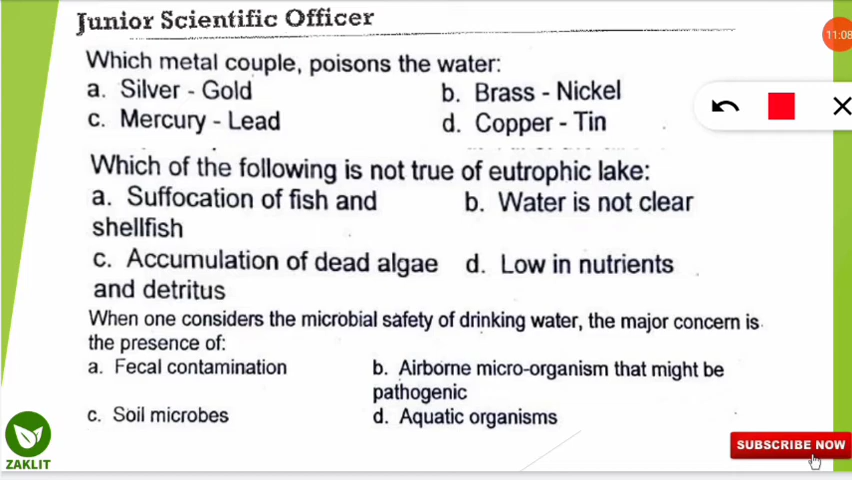 Junior Scientific Officer
11:08
Which metal couple, poisons the water:
a. Silver - Gold b. Brass - Nickel
c. Mercury - Lead d. Copper - Tin
Which of the following is not true of eutrophic lake:
a. Suffocation of fish and b. Water is not clear
shellfish
c. Accumulation of dead algae d. Low in nutrients
and detritus
When one considers the microbial safety of drinking water, the major concern is
the presence of:
a. Fecal contamination b. Airborne micro-organism that might be
pathogenic
c. Soil microbes d. Aquatic organisms
SUBSCRIBE NOW
ZAKLIT